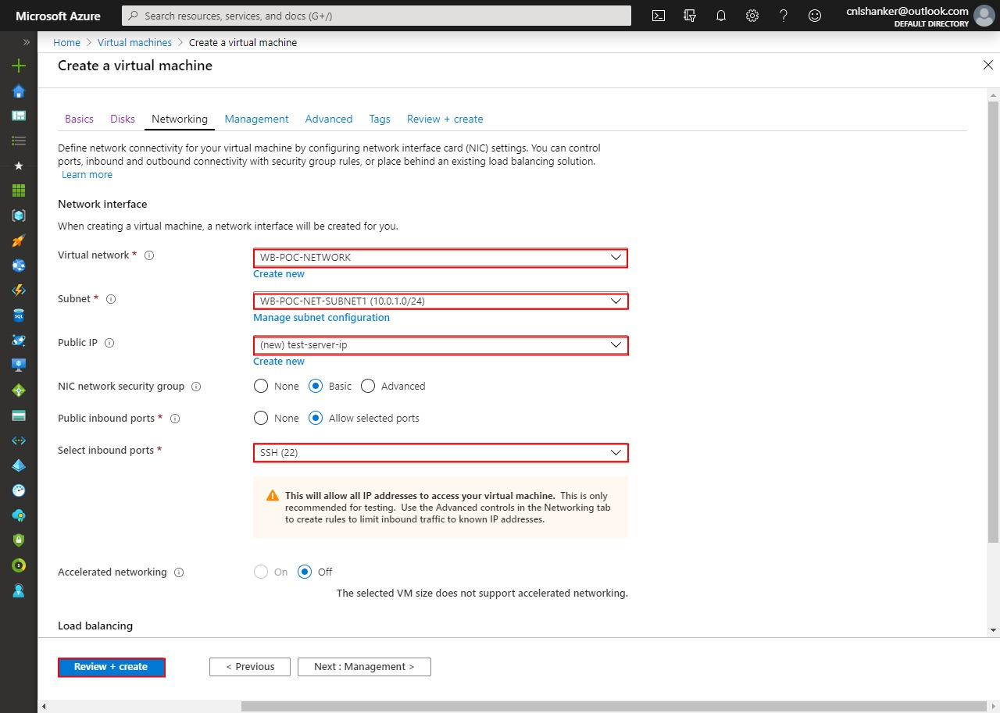 Microsoft Azure
Search resources, services, and docs (G+/)
cnlshanker@outlook.com
DEFAULT DIRECTORY
Home > Virtual machines > Create a virtual machine
Create a virtual machine
Basics Disks Networking Management Advanced Tags Review + create
Define network connectivity for your virtual machine by configuring network interface card (NIC) settings. You can control
ports, inbound and outbound connectivity with security group rules, or place behind an existing load balancing solution.
Learn more
Network interface
When creating a virtual machine, a network interface will be created for you.
Virtual network * WB-POC-NETWORK
Create new
Subnet * WB-POC-NET-SUBNET1 (10.0.1.0/24)
Manage subnet configuration
Public IP (new) test-server-ip
Create new
NIC network security group None Basic Advanced
Public inbound ports * None Allow selected ports
Select inbound ports * SSH (22)
This will allow all IP addresses to access your virtual machine. This is only
recommended for testing. Use the Advanced controls in the Networking tab
to create rules to limit inbound traffic to known IP addresses.
Accelerated networking On Off
The selected VM size does not support accelerated networking.
Load balancing
Review + create < Previous Next : Management >